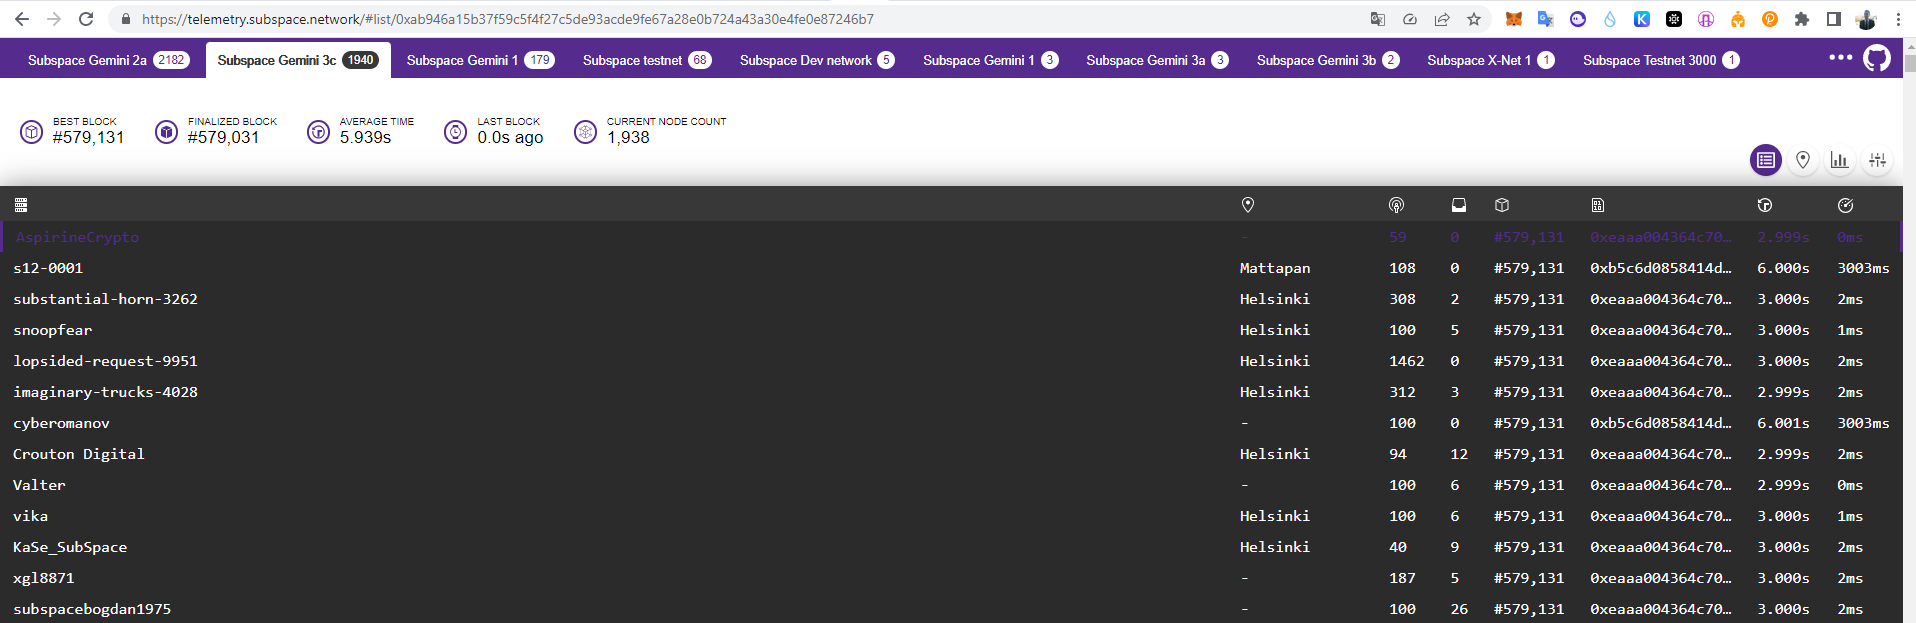 https://telemetry.subspace.network/#list/0xab946a15b37f59c5f4f27c5de93acde9fe67a28e0b724a43a30e4fe0e87246b7
Subspace Gemini 2a 2182 Subspace Gemini 3c 1940 Subspace Gemini 1 179 Subspace testnet 68 Subspace Dev network 5 Subspace Gemini 1 3 Subspace Gemini 3a 3 Subspace Gemini 3b 2 Subspace X-Net 1 1 Subspace Testnet 3000 1
BEST BLOCK FINALIZED BLOCK AVERAGE TIME LAST BLOCK CURRENT NODE COUNT
#579,131 #579,031 5.939s 0.0s ago 1,938
AspirineCrypto - 59 0 #579,131 0xeaaa004364c70… 2.999s 0ms
s12-0001 Mattapan 108 0 #579,131 0xb5c6d0858414d… 6.000s 3003ms
substantial-horn-3262 Helsinki 308 2 #579,131 0xeaaa004364c70… 3.000s 2ms
snoopfear Helsinki 100 5 #579,131 0xeaaa004364c70… 3.000s 1ms
lopsided-request-9951 Helsinki 1462 0 #579,131 0xeaaa004364c70… 3.000s 2ms
imaginary-trucks-4028 Helsinki 312 3 #579,131 0xeaaa004364c70… 2.999s 2ms
cyberomanov - 100 0 #579,131 0xb5c6d0858414d… 6.001s 3003ms
Crouton Digital Helsinki 94 12 #579,131 0xeaaa004364c70… 2.999s 2ms
Valter - 100 6 #579,131 0xeaaa004364c70… 2.999s 0ms
vika Helsinki 100 6 #579,131 0xeaaa004364c70… 3.000s 1ms
KaSe_SubSpace Helsinki 40 9 #579,131 0xeaaa004364c70… 3.000s 2ms
xgl8871 - 187 5 #579,131 0xeaaa004364c70… 3.000s 2ms
subspacebogdan1975 - 100 26 #579,131 0xeaaa004364c70… 3.000s 2ms